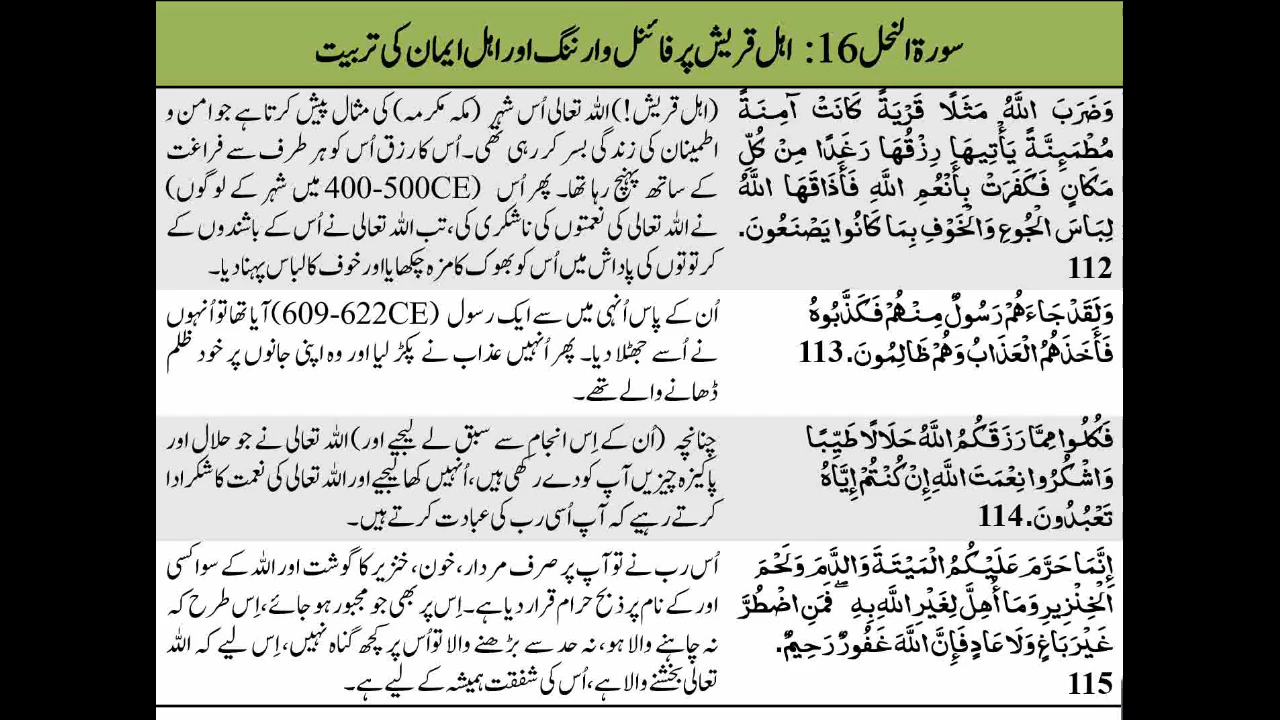 سورۃ النحل 16: اہل قریش پر فائنل وارننگ اور اہل ایمان کی تربیت
وَضَرَبَ اللَّهُ مَثَلًا قَرْيَةً كَانَتْ آمِنَةً
مُطْمَئِنَّةً يَأْتِيهَا رِزْقُهَا رَغَدًا مِنْ كُلِّ
مَكَانٍ فَكَفَرَتْ بِأَنْعُمِ اللَّهِ فَأَذَاقَهَا اللَّهُ
لِبَاسَ الْجُوعِ وَالْخَوْفِ بِمَا كَانُوا يَصْنَعُونَ.
112
(اہل قریش!) اللہ تعالی اُس شہر (مکہ مکرمہ) کی مثال پیش کرتا ہے جو امن و
اطمینان کی زندگی بسر کر رہی تھی۔ اُس کا رزق اُس کو ہر طرف سے فراغت
کے ساتھ پہنچ رہا تھا۔ پھر اُس (400-500CE میں شہر کے لوگوں)
نے اللہ تعالی کی نعمتوں کی ناشکری کی، تب اللہ تعالی نے اُس کے باشندوں کے
کرتوتوں کی پاداش میں اُس کو بھوک کا مزہ چکھایا اور خوف کا لباس پہنا دیا۔
وَلَقَدْ جَاءَهُمْ رَسُولٌ مِنْهُمْ فَكَذَّبُوهُ
فَأَخَذَهُمُ الْعَذَابُ وَهُمْ ظَالِمُونَ. 113
اُن کے پاس اُنہی میں سے ایک رسول (609-622CE) آیا تھا تو اُنہوں
نے اُسے جھٹلا دیا۔ پھر اُنہیں عذاب نے پکڑ لیا اور وہ اپنی جانوں پر خود ظلم
ڈھانے والے تھے۔
فَكُلُوا مِمَّا رَزَقَكُمُ اللَّهُ حَلَالًا طَيِّبًا
وَاشْكُرُوا نِعْمَتَ اللَّهِ إِنْ كُنْتُمْ إِيَّاهُ
تَعْبُدُونَ. 114
چنانچہ (اُن کے اِس انجام سے سبق لے لیجیے اور) اللہ تعالی نے جو حلال اور
پاکیزہ چیزیں آپ کو دے رکھی ہیں، اُنہیں کھا لیجیے اور اللہ تعالی کی نعمت کا شکر ادا
کرتے رہیے کہ آپ اُسی رب کی عبادت کرتے ہیں۔
إِنَّمَا حَرَّمَ عَلَيْكُمُ الْمَيْتَةَ وَالدَّمَ وَلَحْمَ
الْخِنْزِيرِ وَمَا أُهِلَّ لِغَيْرِ اللَّهِ بِهِ ۖ فَمَنِ اضْطُرَّ
غَيْرَ بَاغٍ وَلَا عَادٍ فَإِنَّ اللَّهَ غَفُورٌ رَحِيمٌ.
115
اُس رب نے تو آپ پر صرف مردار، خون، خنزیر کا گوشت اور اللہ کے سوا کسی
اور کے نام پر ذبح حرام قرار دیا ہے۔ اِس پر بھی جو مجبور ہو جائے، اِس طرح کہ
نہ چاہنے والا ہو، نہ حد سے بڑھنے والا تو اُس پر کچھ گناہ نہیں، اِس لیے کہ اللہ
تعالی بخشنے والا ہے، اُس کی شفقت ہمیشہ کے لیے ہے۔